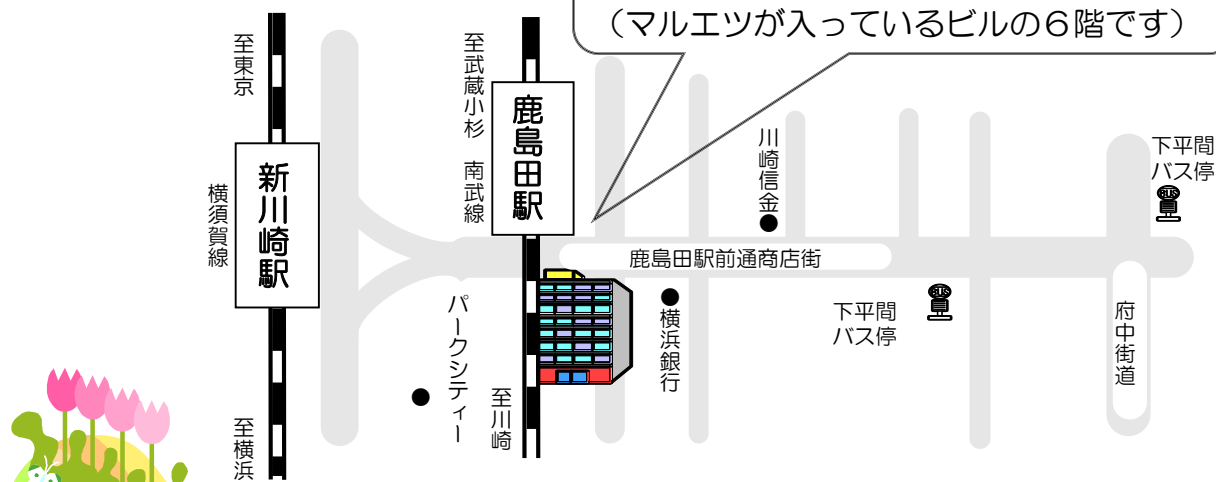 （マルエツが入っているビルの６階です）
至東京
至武蔵小杉　南武線
鹿島田駅
川崎信金
下平間
バス停
BUS
新川崎駅
横須賀線
鹿島田駅前通商店街
パークシティー
横浜銀行
下平間
バス停
BUS
府中街道
至川崎
至横浜